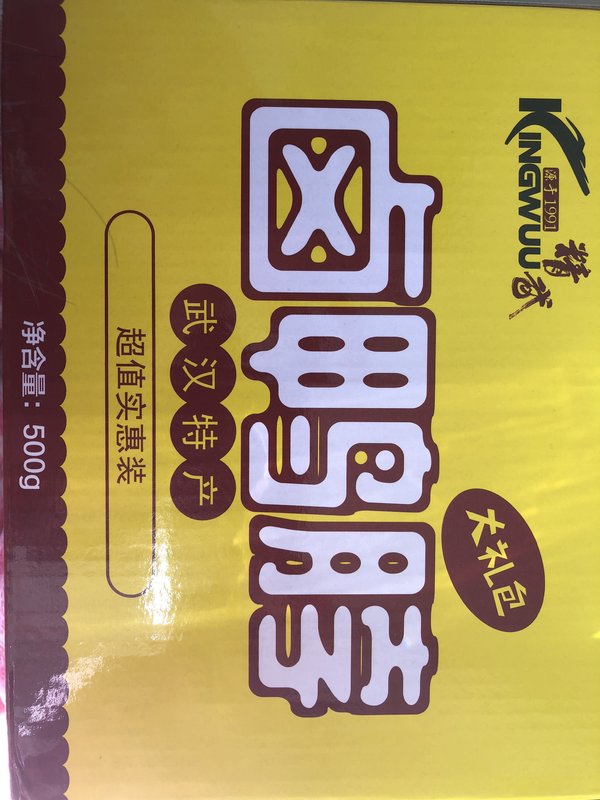 KINGWUU
源于1991
精武
卤鸭脖
大礼包
武汉特产
超值实惠装
净含量：500g